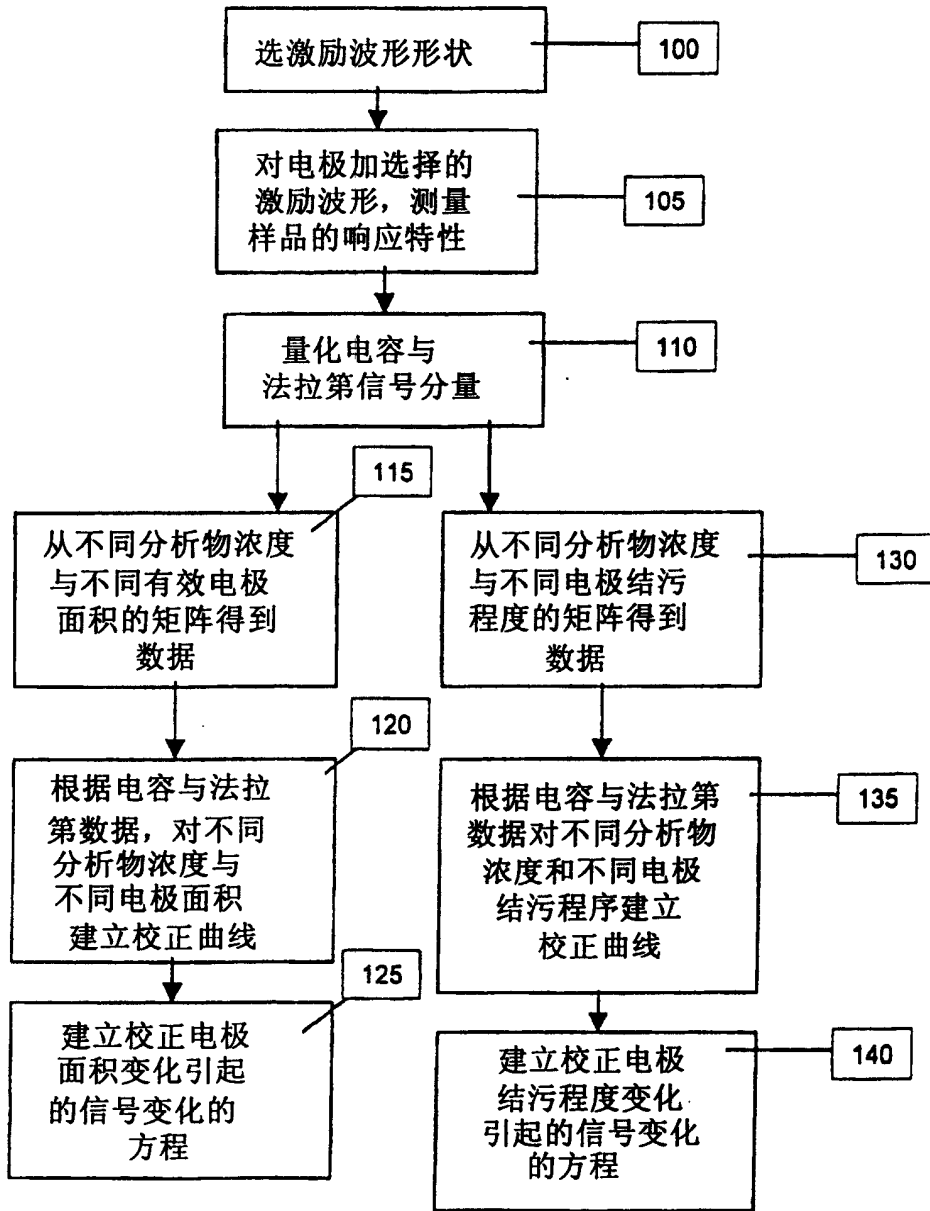 选激励波形形状
100
对电极加选择的
激励波形，测量
样品的响应特性
105
量化电容与
法拉第信号分量
110
115
从不同分析物浓度
与不同有效电极
面积的矩阵得到
数据
从不同分析物浓度
与不同电极结污
程度的矩阵得到
数据
130
120
根据电容与法拉
第数据，对不同
分析物浓度与
不同电极面积
建立校正曲线
根据电容与法拉第
数据对不同分析物
浓度和不同电极
结污程序建立
校正曲线
135
125
建立校正电极
面积变化引起
的信号变化的
方程
建立校正电极
结污程度变化
引起的信号变化
的方程
140